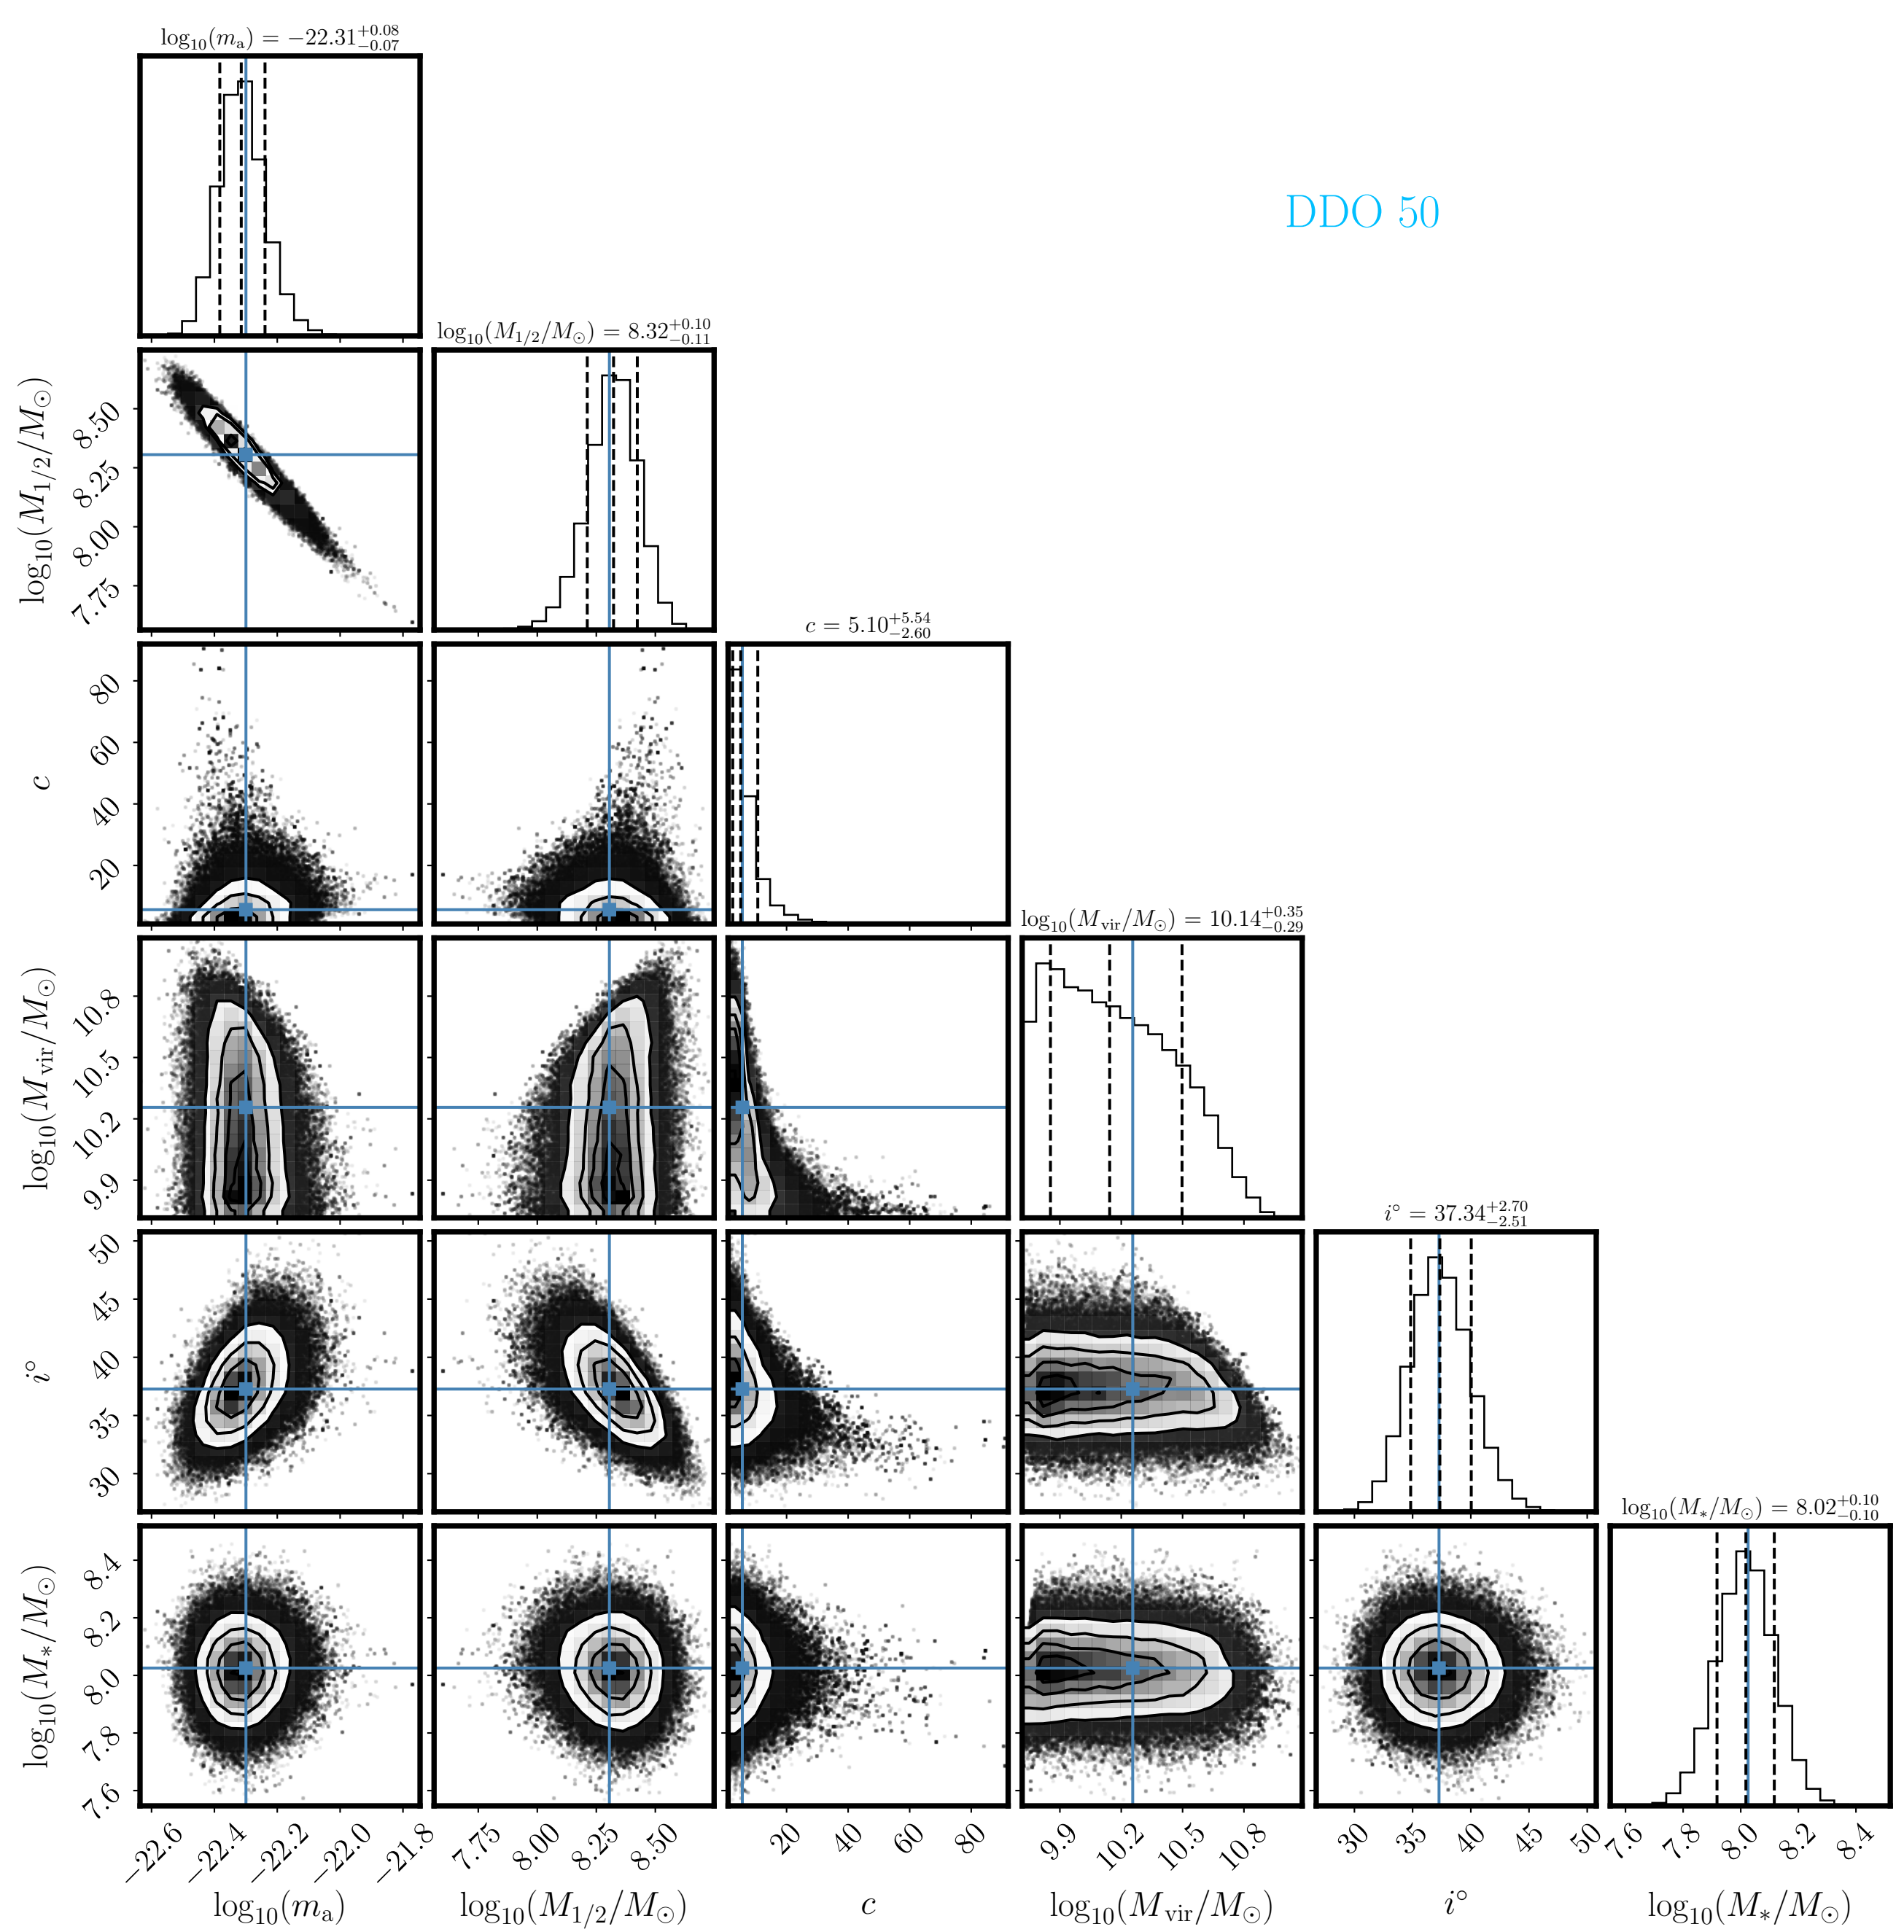 log₁₀(mₐ) = −22.31 +0.08 −0.07
DDO 50
log₁₀(M₁/₂/M⊙) = 8.32 +0.10 −0.11
log₁₀(M₁/₂/M⊙)
8.50
8.25
8.00
7.75
c = 5.10 +5.54 −2.60
c
80
60
40
20
log₁₀(Mvir/M⊙) = 10.14 +0.35 −0.29
log₁₀(Mvir/M⊙)
10.8
10.5
10.2
9.9
i° = 37.34 +2.70 −2.51
i°
50
45
40
35
30
log₁₀(M∗/M⊙) = 8.02 +0.10 −0.10
log₁₀(M∗/M⊙)
8.4
8.2
8.0
7.8
7.6
−22.6 −22.4 −22.2 −22.0 −21.8 7.75 8.00 8.25 8.50 20 40 60 80 9.9 10.2 10.5 10.8 30 35 40 45 50 7.6 7.8 8.0 8.2 8.4
log₁₀(mₐ) log₁₀(M₁/₂/M⊙) c log₁₀(Mvir/M⊙) i° log₁₀(M∗/M⊙)